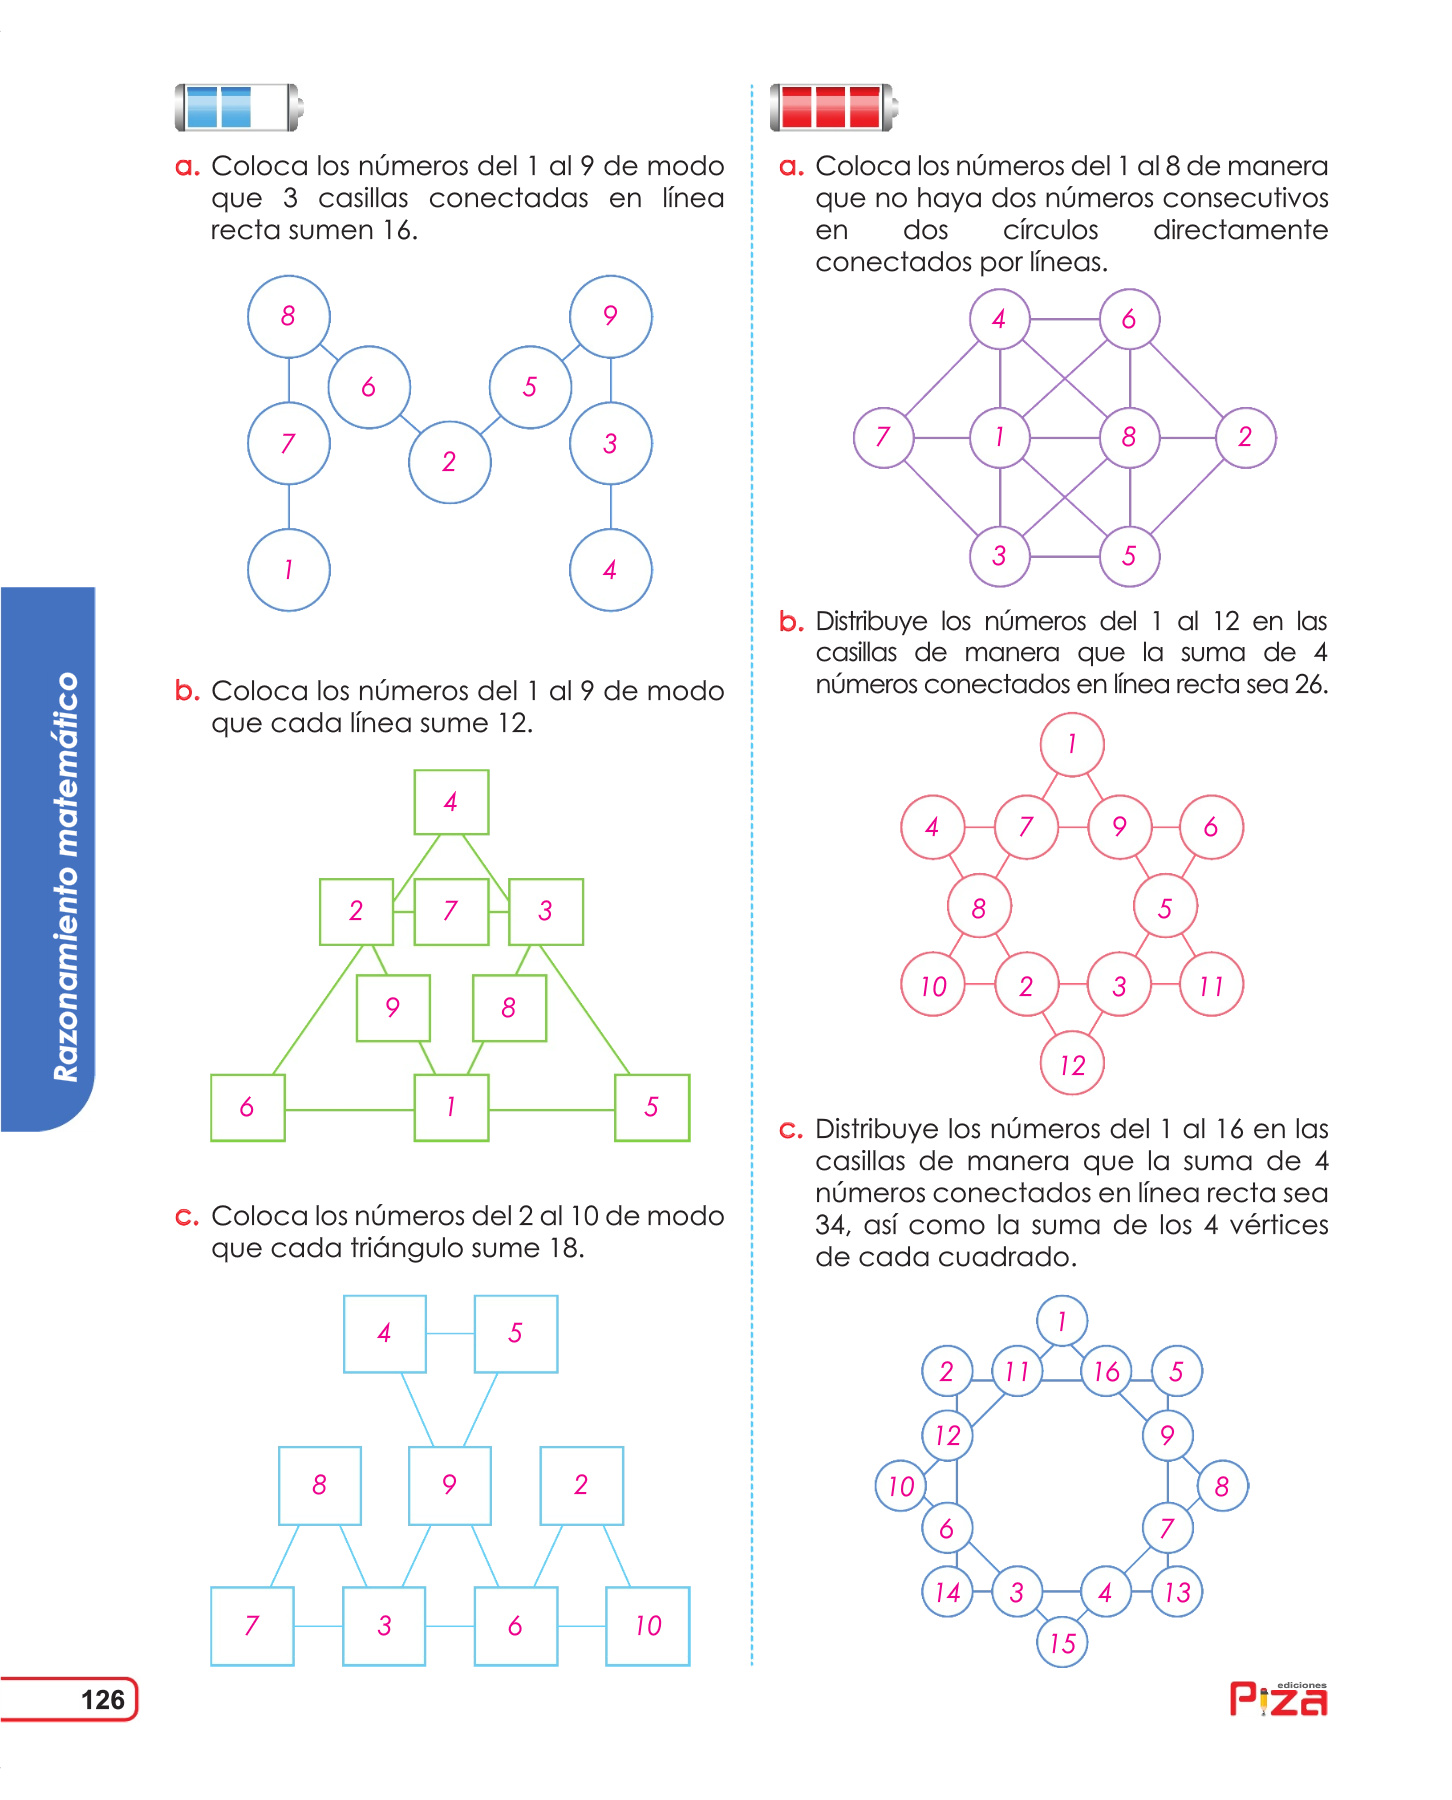 a. Coloca los números del 1 al 9 de modo
que 3 casillas conectadas en línea
recta sumen 16.
8 9
6 5
7 2 3
1 4
b. Coloca los números del 1 al 9 de modo
que cada línea sume 12.
4
2 7 3
9 8
6 1 5
c. Coloca los números del 2 al 10 de modo
que cada triángulo sume 18.
4 5
8 9 2
7 3 6 10
a. Coloca los números del 1 al 8 de manera
que no haya dos números consecutivos
en dos círculos directamente
conectados por líneas.
4 6
7 1 8 2
3 5
b. Distribuye los números del 1 al 12 en las
casillas de manera que la suma de 4
números conectados en línea recta sea 26.
1
4 7 9 6
8 5
10 2 3 11
12
c. Distribuye los números del 1 al 16 en las
casillas de manera que la suma de 4
números conectados en línea recta sea
34, así como la suma de los 4 vértices
de cada cuadrado.
1
2 11 16 5
12 9
10 8
6 7
14 3 4 13
15
Razonamiento matemático
126
ediciones
Piza